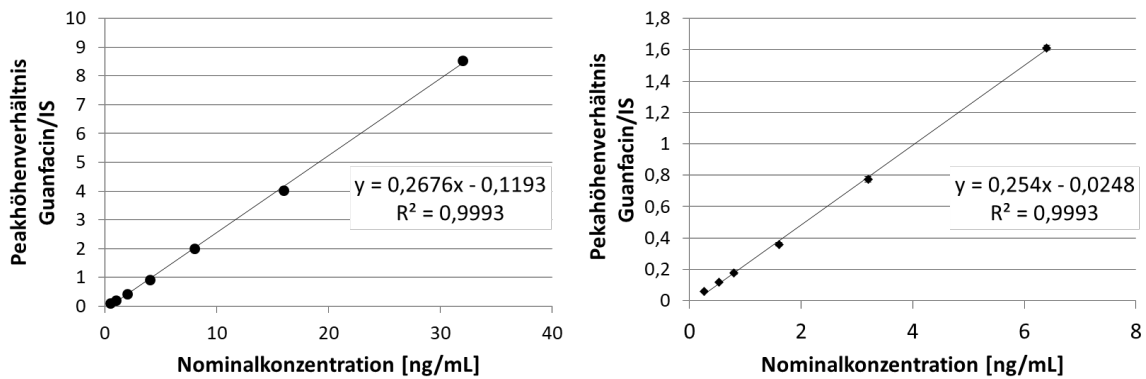 Peakhöhenverhältnis
Guanfacin/IS
10
9
8
7
6
5
4
3
2
1
0
y = 0,2676x - 0,1193
R² = 0,9993
0 10 20 30 40
Nominalkonzentration [ng/mL]
Pekahöhenverhältnis
Guanfacin/IS
1,8
1,6
1,4
1,2
1
0,8
0,6
0,4
0,2
0
y = 0,254x - 0,0248
R² = 0,9993
0 2 4 6 8
Nominalkonzentration [ng/mL]